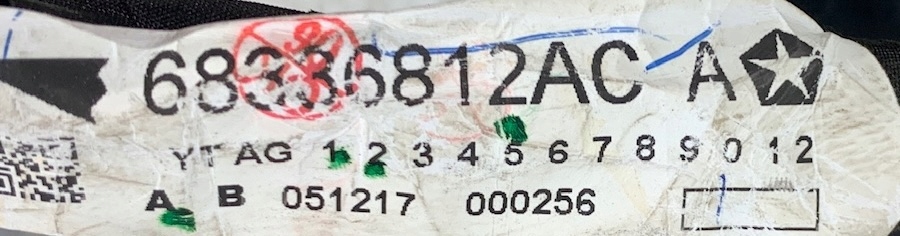 68336812AC A
YT AG 1 2 3 4 5 6 7 8 9 0 1 2
A B 051217 000256